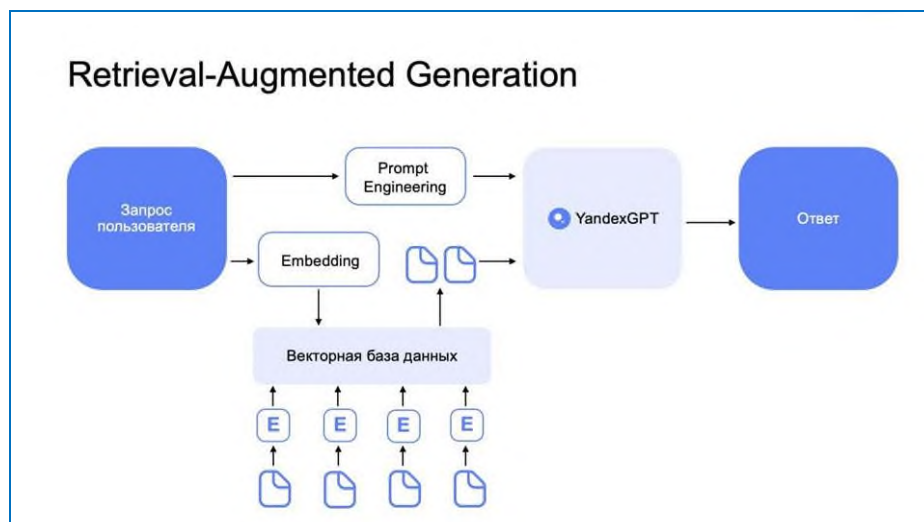 Retrieval-Augmented Generation
Запрос
пользователя
Prompt
Engineering
YandexGPT
Ответ
Embedding
Векторная база данных
E
E
E
E